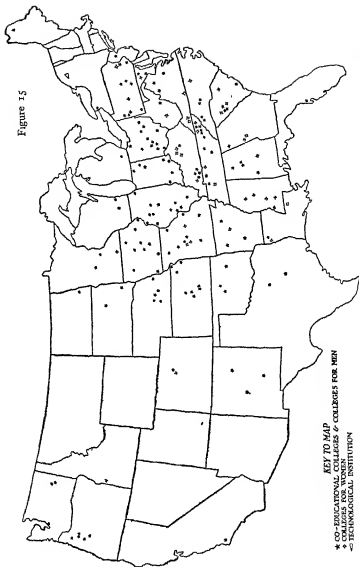 Figure 15
KEY TO MAP
★ CO-EDUCATIONAL COLLEGES & COLLEGES FOR MEN
+ COLLEGES FOR WOMEN
TECHNOLOGICAL INSTITUTION